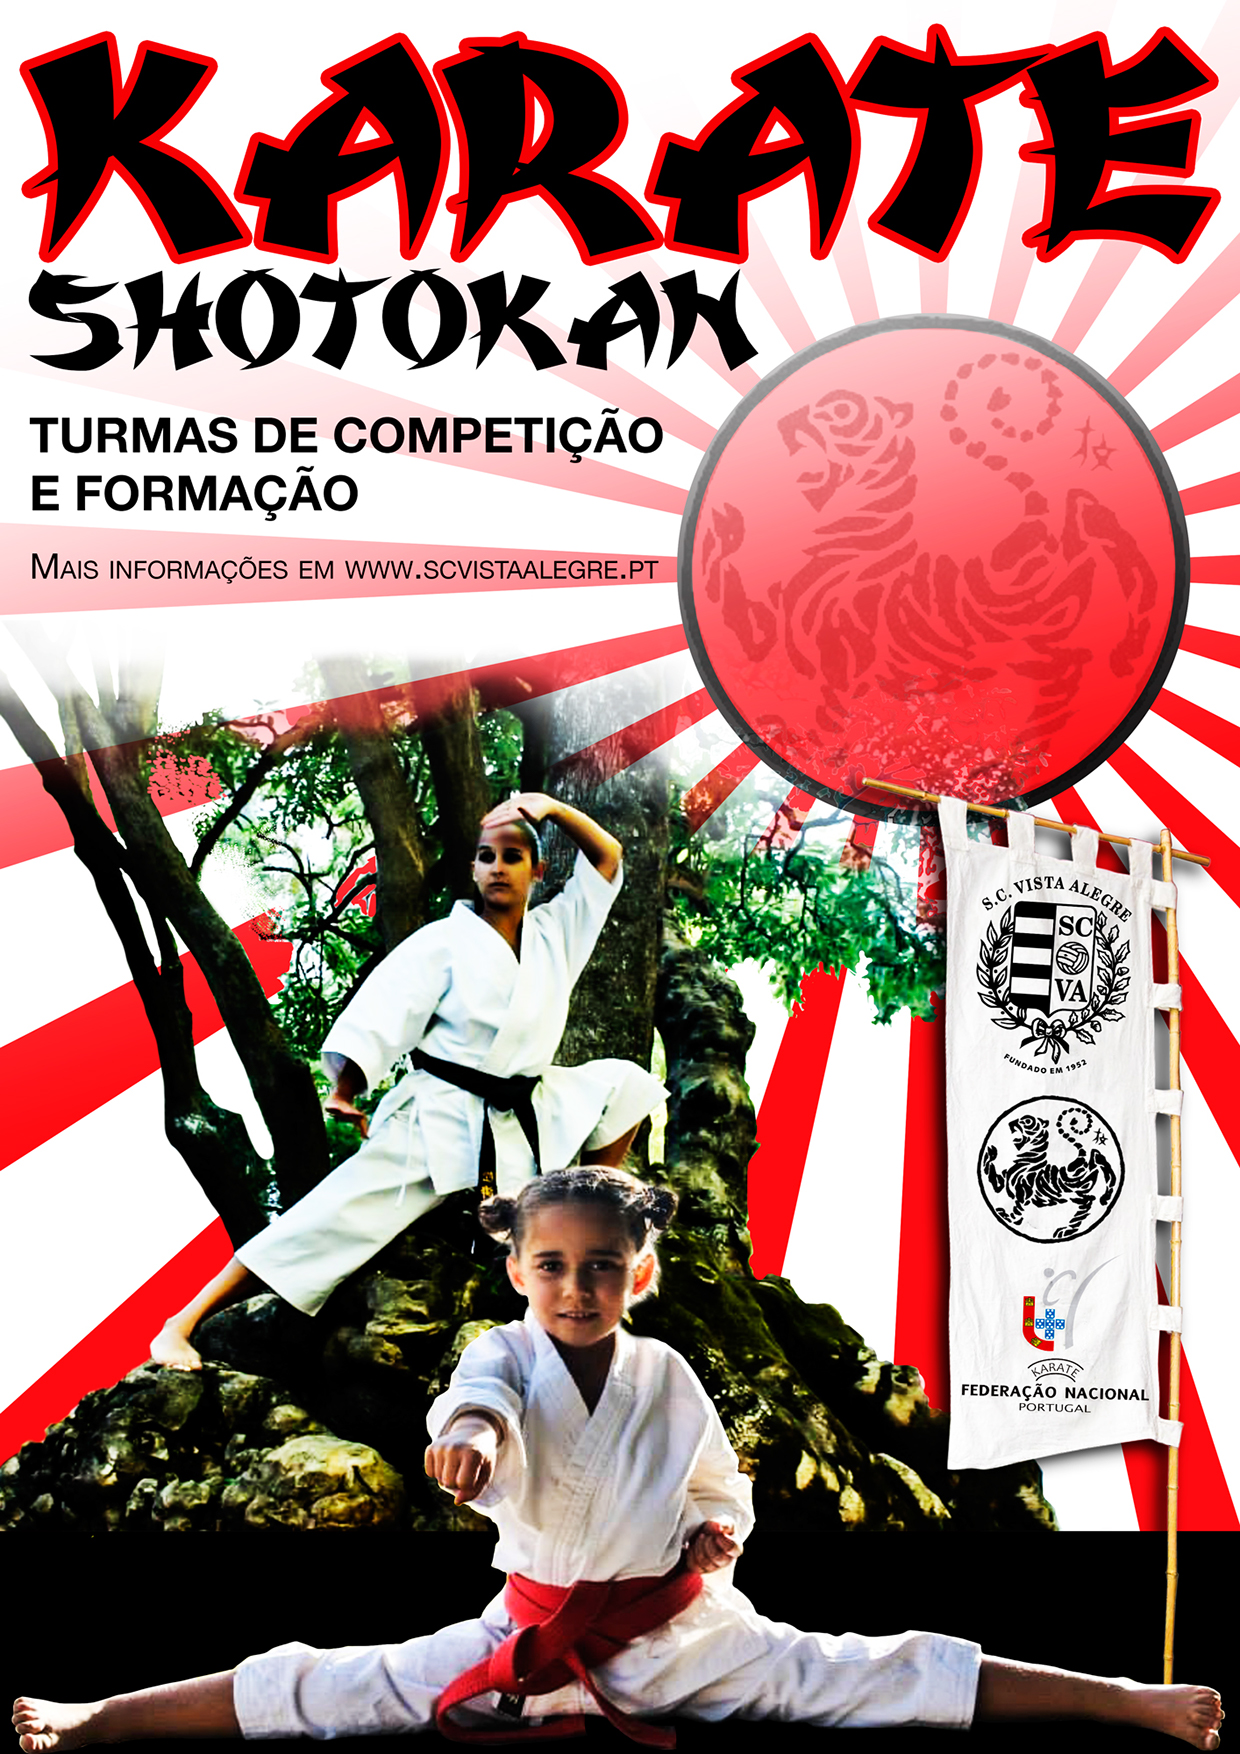 KARATE
SHOTOKAN
TURMAS DE COMPETIÇÃO
E FORMAÇÃO
MAIS INFORMAÇÕES EM WWW.SCVISTAALEGRE.PT
S.C. VISTA ALEGRE
SC
VA
FUNDADO EM 1952
KARATE
FEDERAÇÃO NACIONAL
PORTUGAL